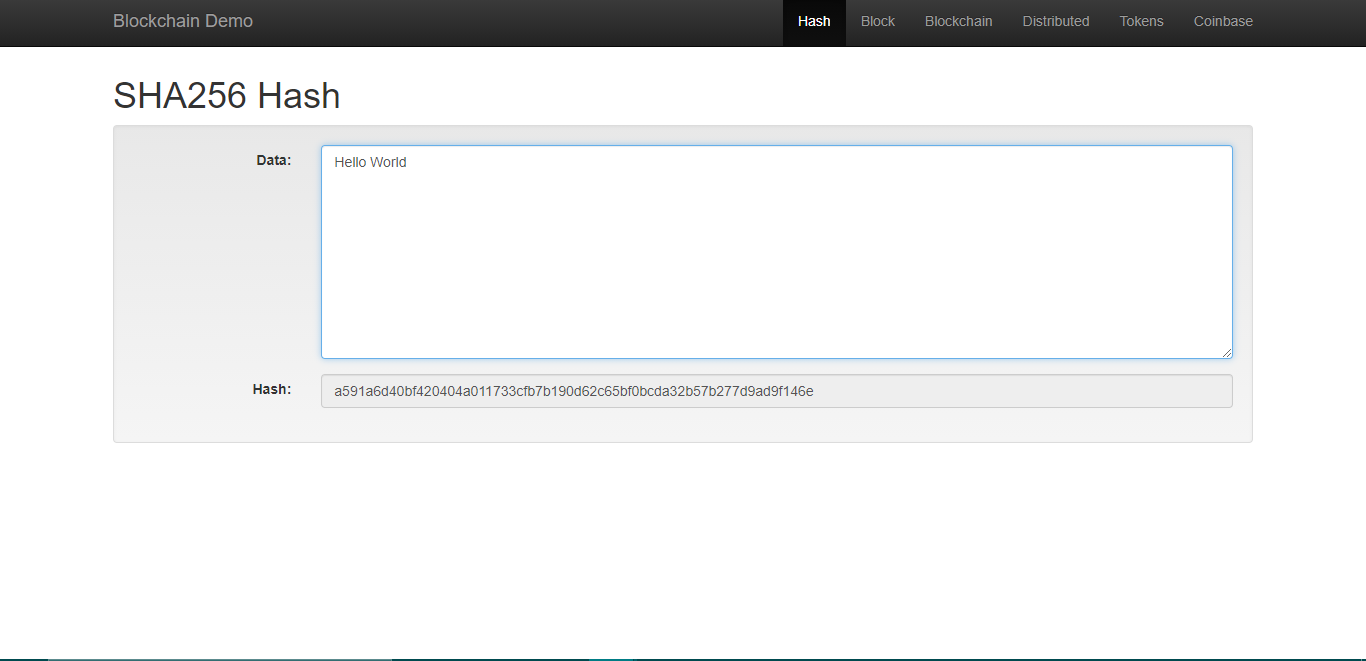 Blockchain Demo Hash Block Blockchain Distributed Tokens Coinbase
SHA256 Hash
Data: Hello World
Hash: a591a6d40bf420404a011733cfb7b190d62c65bf0bcda32b57b277d9ad9f146e